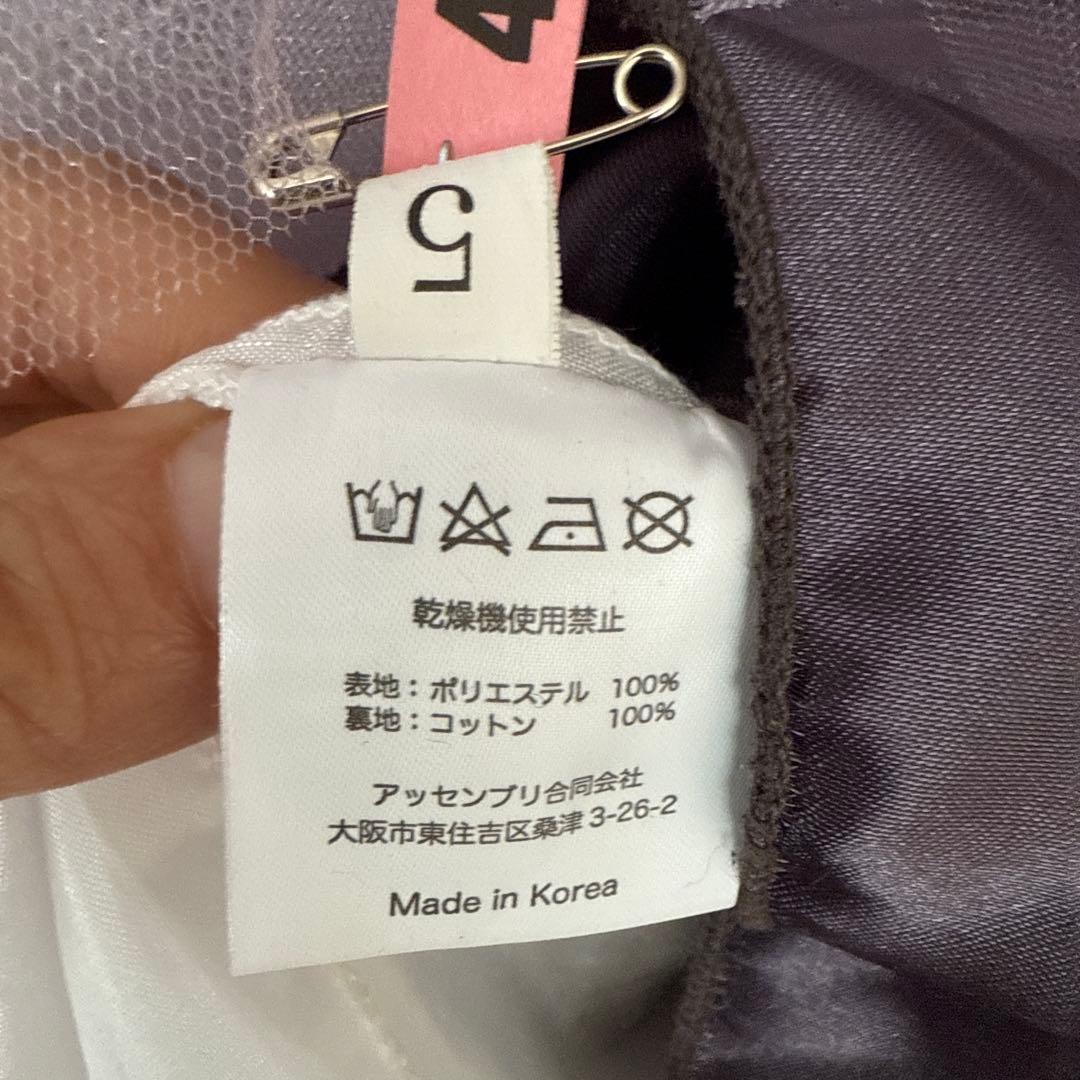 4
5
乾燥機使用禁止
表地：ポリエステル 100%
裏地：コットン 100%
アッセンブリ合同会社
大阪市東住吉区桑津3-26-2
Made in Korea